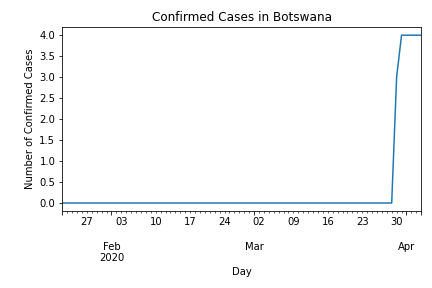 Confirmed Cases in Botswana
Number of Confirmed Cases
4.0
3.5
3.0
2.5
2.0
1.5
1.0
0.5
0.0
27 03 10 17 24 02 09 16 23 30
Feb Mar Apr
2020
Day